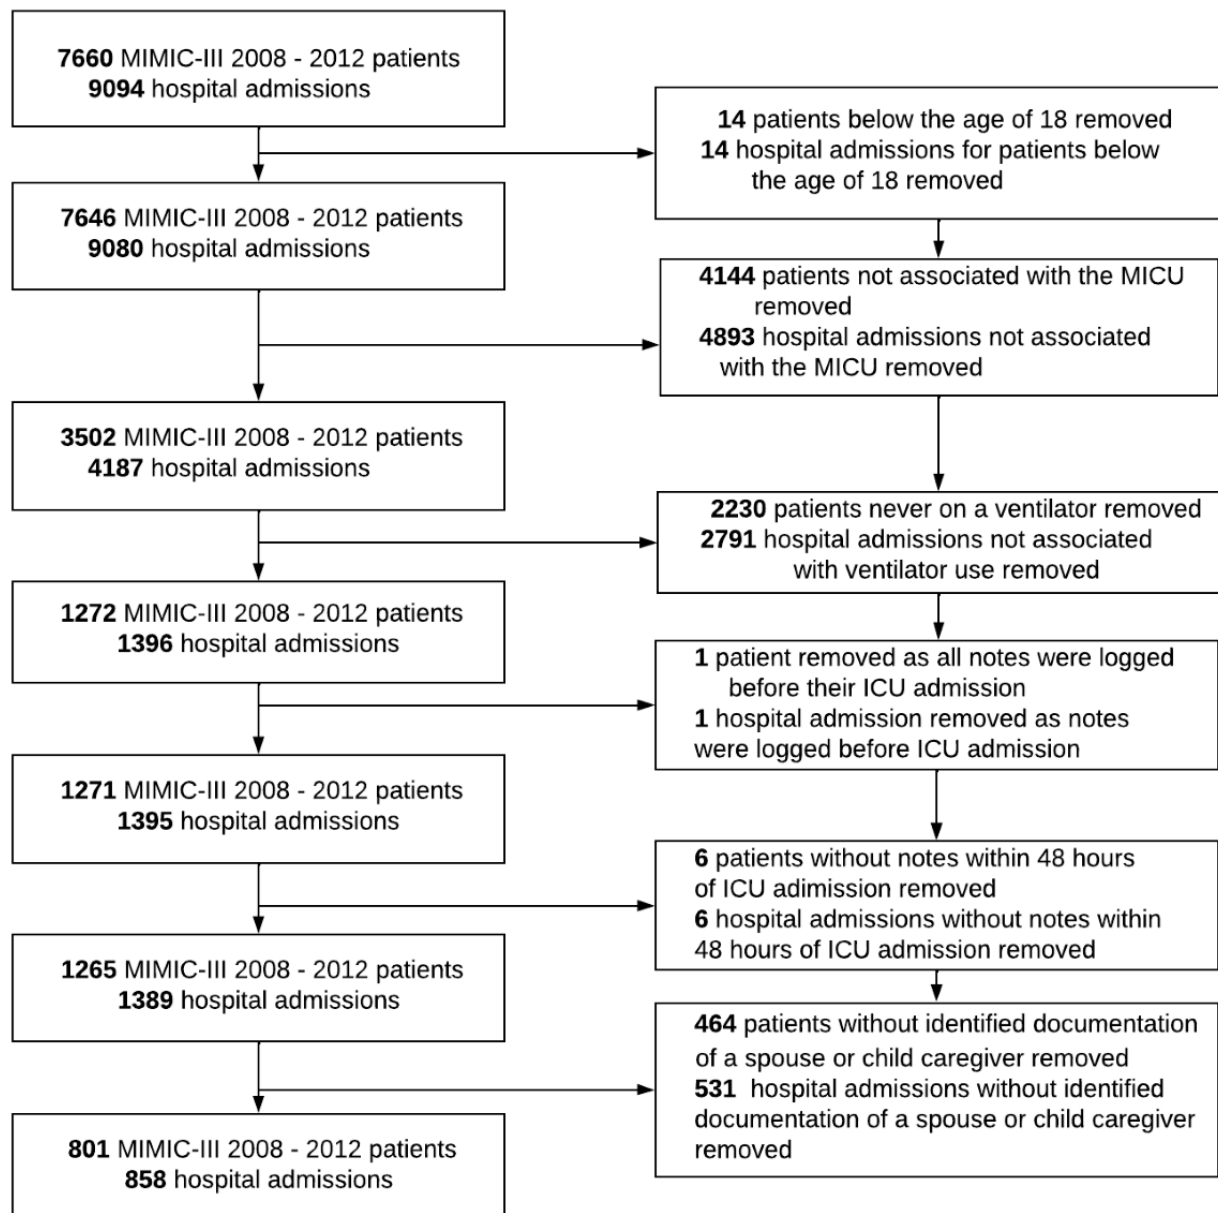 7660 MIMIC-III 2008 - 2012 patients
9094 hospital admissions
14 patients below the age of 18 removed
14 hospital admissions for patients below
the age of 18 removed
7646 MIMIC-III 2008 - 2012 patients
9080 hospital admissions
4144 patients not associated with the MICU
removed
4893 hospital admissions not associated
with the MICU removed
3502 MIMIC-III 2008 - 2012 patients
4187 hospital admissions
2230 patients never on a ventilator removed
2791 hospital admissions not associated
with ventilator use removed
1272 MIMIC-III 2008 - 2012 patients
1396 hospital admissions
1 patient removed as all notes were logged
before their ICU admission
1 hospital admission removed as notes
were logged before ICU admission
1271 MIMIC-III 2008 - 2012 patients
1395 hospital admissions
6 patients without notes within 48 hours
of ICU adimission removed
6 hospital admissions without notes within
48 hours of ICU admission removed
1265 MIMIC-III 2008 - 2012 patients
1389 hospital admissions
464 patients without identified documentation
of a spouse or child caregiver removed
531 hospital admissions without identified
documentation of a spouse or child caregiver
removed
801 MIMIC-III 2008 - 2012 patients
858 hospital admissions